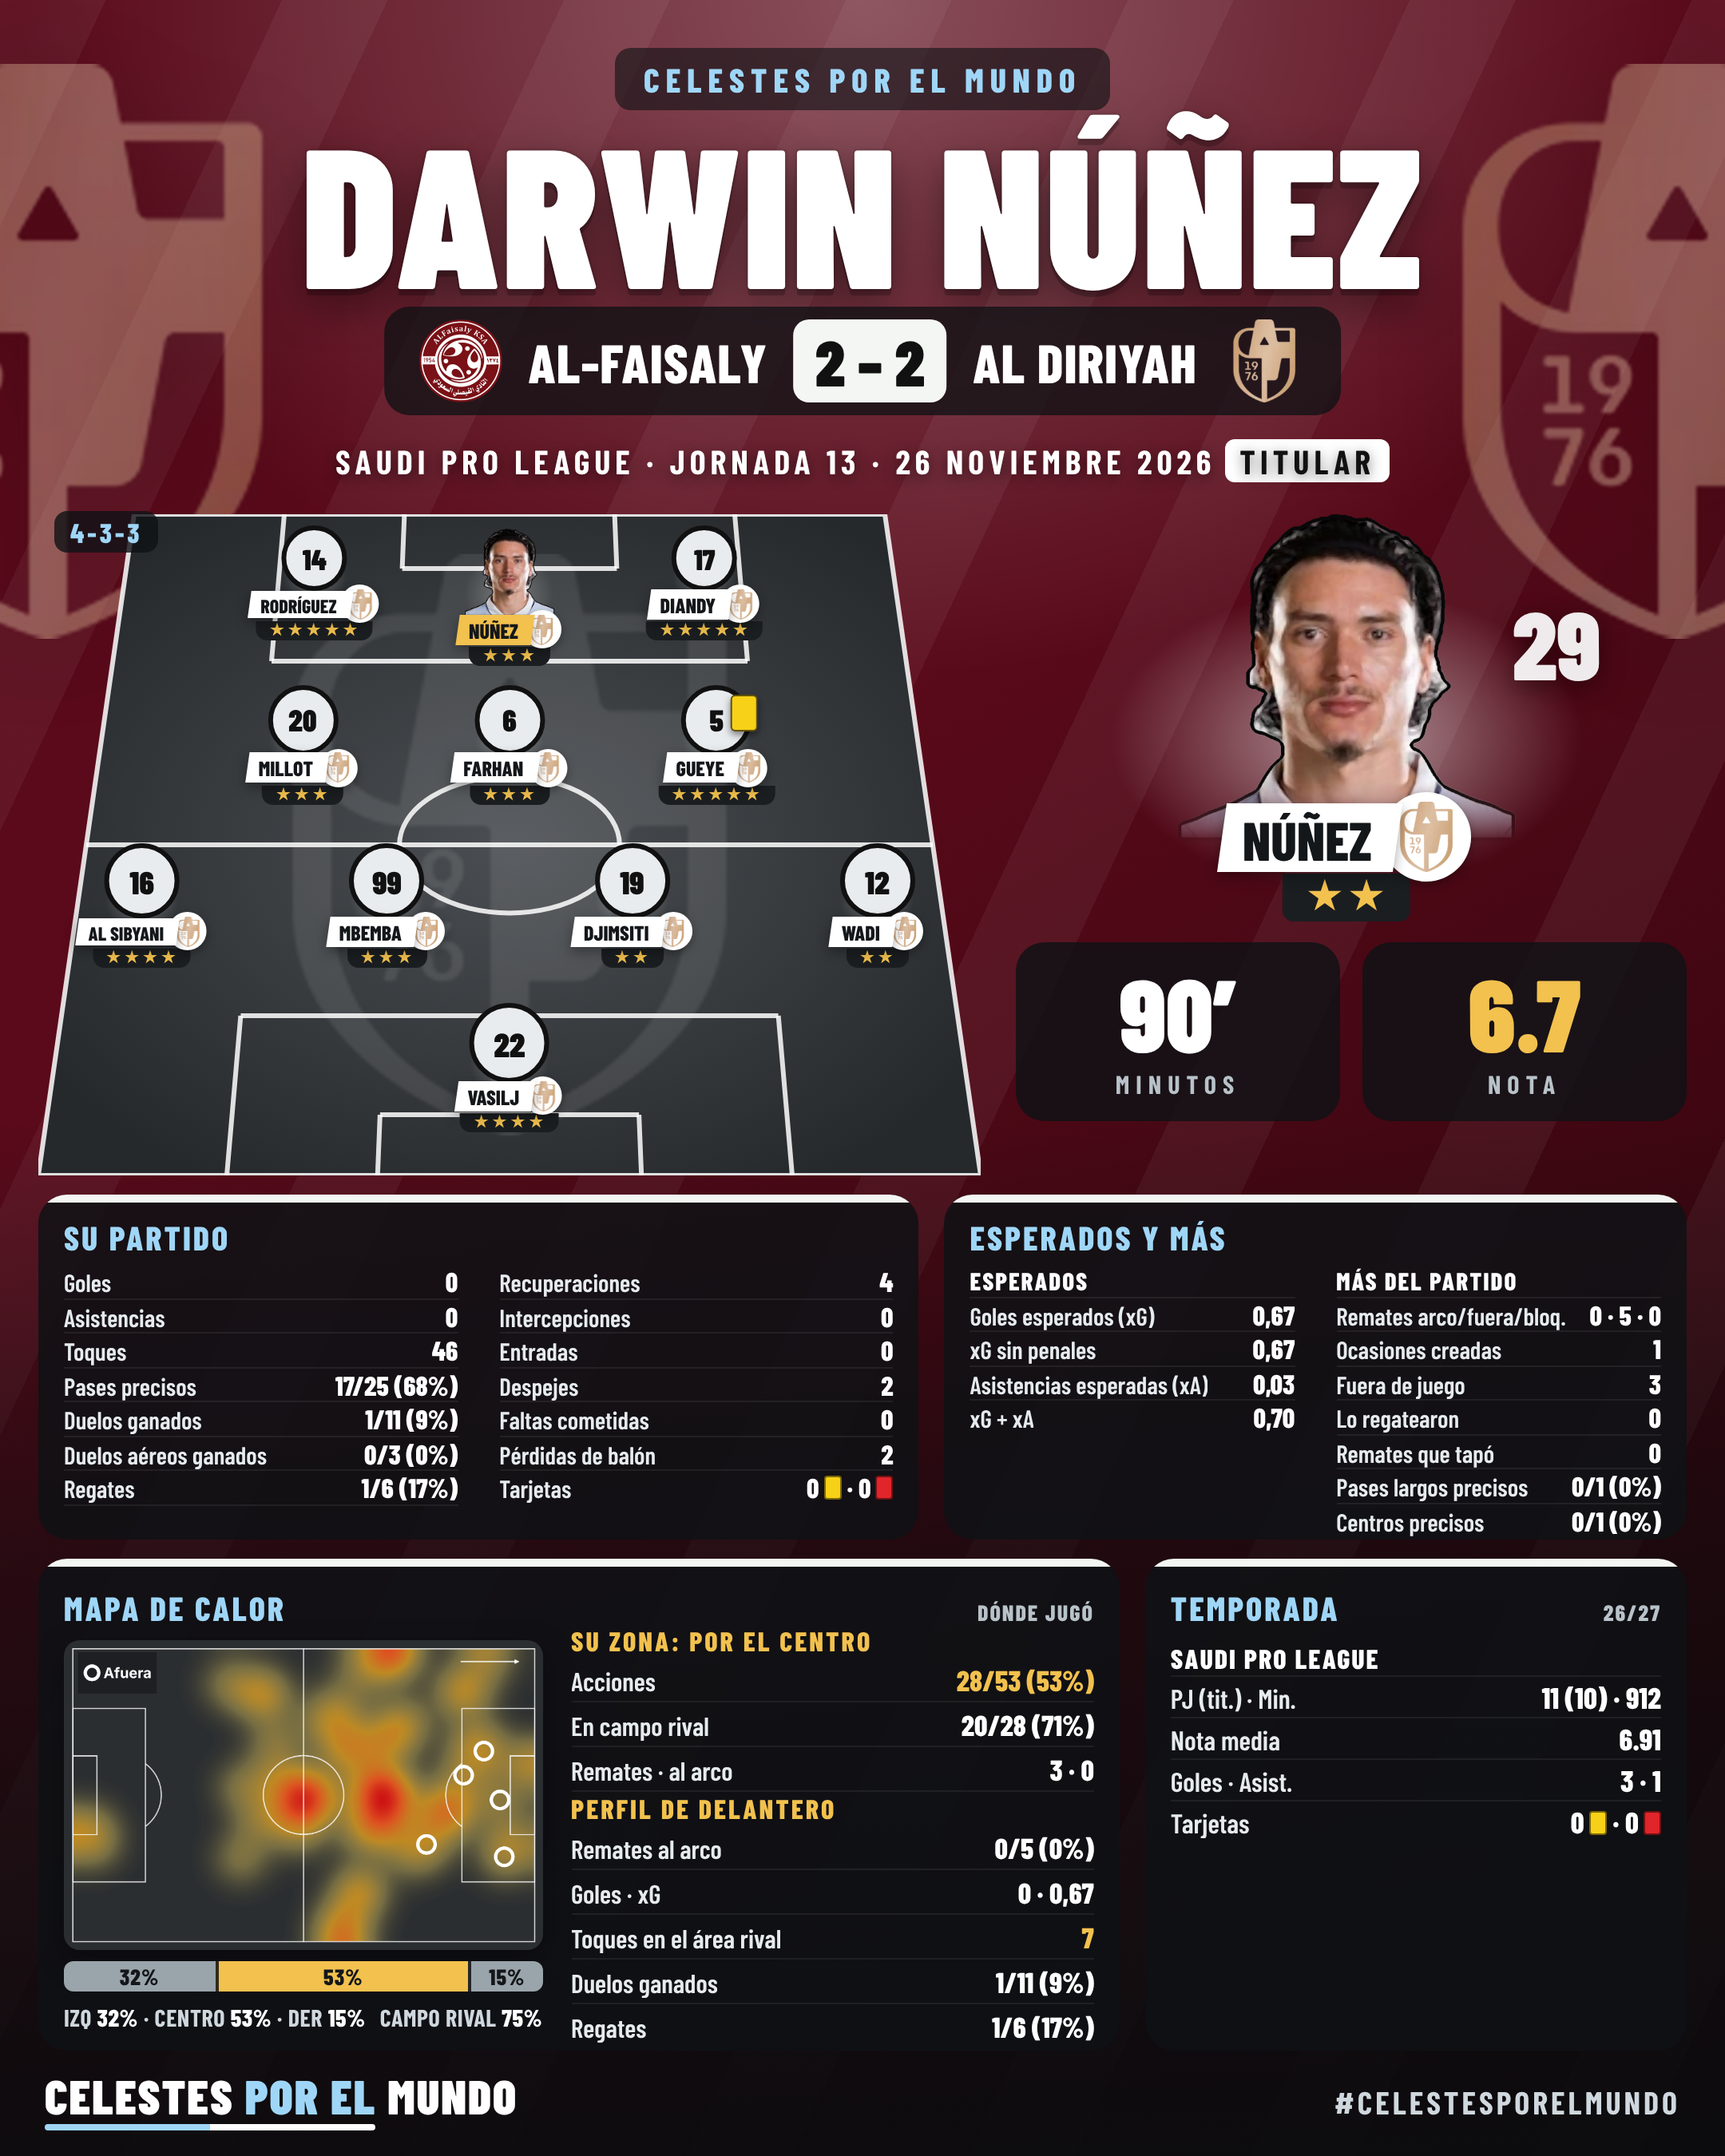 CELESTES POR EL MUNDO
DARWIN NÚÑEZ
AL-FAISALY 2 – 2 AL DIRIYAH
19
76
SAUDI PRO LEAGUE · JORNADA 13 · 26 NOVIEMBRE 2026 TITULAR
4-3-3
14
RODRÍGUEZ
★★★★★
NÚÑEZ
★★★
17
DIANDY
★★★★★
20
MILLOT
★★★
6
FARHAN
★★★
5
GUEYE
★★★★★
16
AL SIBYANI
★★★★
99
MBEMBA
★★★
19
DJIMSITI
★★
12
WADI
★★
22
VASILJ
★★★★
29
NÚÑEZ
19
76
★★
90’
MINUTOS
6.7
NOTA
SU PARTIDO
Goles 0
Asistencias 0
Toques 46
Pases precisos 17/25 (68%)
Duelos ganados 1/11 (9%)
Duelos aéreos ganados 0/3 (0%)
Regates 1/6 (17%)
Recuperaciones 4
Intercepciones 0
Entradas 0
Despejes 2
Faltas cometidas 0
Pérdidas de balón 2
Tarjetas 0 · 0
ESPERADOS Y MÁS
ESPERADOS
Goles esperados (xG) 0,67
xG sin penales 0,67
Asistencias esperadas (xA) 0,03
xG + xA 0,70
MÁS DEL PARTIDO
Remates arco/fuera/bloq. 0 · 5 · 0
Ocasiones creadas 1
Fuera de juego 3
Lo regatearon 0
Remates que tapó 0
Pases largos precisos 0/1 (0%)
Centros precisos 0/1 (0%)
MAPA DE CALOR
DÓNDE JUGÓ
Afuera
32% 53% 15%
IZQ 32% · CENTRO 53% · DER 15% CAMPO RIVAL 75%
SU ZONA: POR EL CENTRO
Acciones 28/53 (53%)
En campo rival 20/28 (71%)
Remates · al arco 3 · 0
PERFIL DE DELANTERO
Remates al arco 0/5 (0%)
Goles · xG 0 · 0,67
Toques en el área rival 7
Duelos ganados 1/11 (9%)
Regates 1/6 (17%)
TEMPORADA 26/27
SAUDI PRO LEAGUE
PJ (tit.) · Min. 11 (10) · 912
Nota media 6.91
Goles · Asist. 3 · 1
Tarjetas 0 · 0
CELESTES POR EL MUNDO
#CELESTESPORELMUNDO